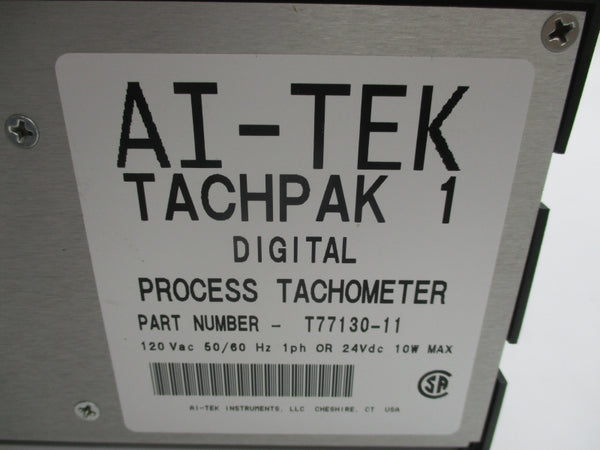 AI-TEK
TACHPAK 1
DIGITAL
PROCESS TACHOMETER
PART NUMBER - T77130-11
120 Vac 50/60 Hz 1ph OR 24Vdc 10W MAX
SA
AI-TEK INSTRUMENTS, LLC CHESHIRE, CT USA